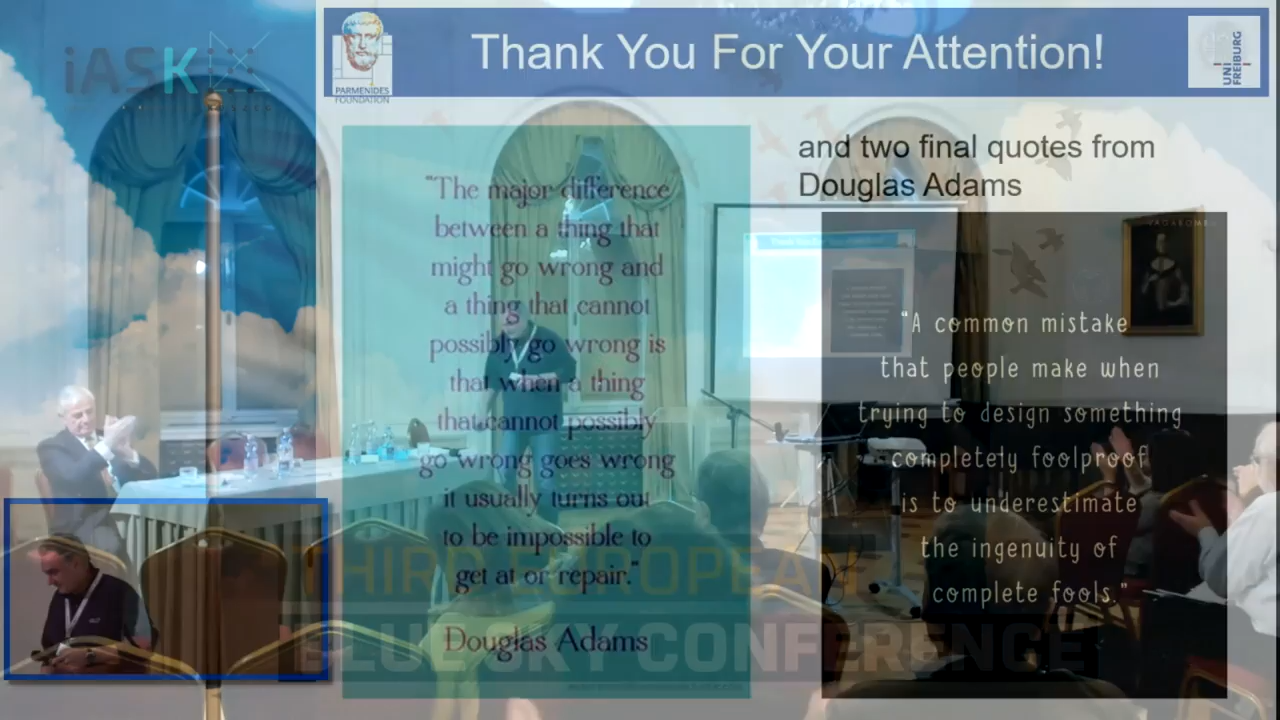 iASK
Thank You For Your Attention!
PARMENIDES
FOUNDATION
UNI
FREIBURG
and two final quotes from
Douglas Adams
"The major difference
between a thing that
might go wrong and
a thing that cannot
possibly go wrong is
that when a thing
that cannot possibly
go wrong goes wrong
it usually turns out
to be impossible to
get at or repair."
Douglas Adams
"A common mistake
that people make when
trying to design something
completely foolproof
is to underestimate
the ingenuity of
complete fools."
THIRD EUROPEAN
BLUE SKY CONFERENCE